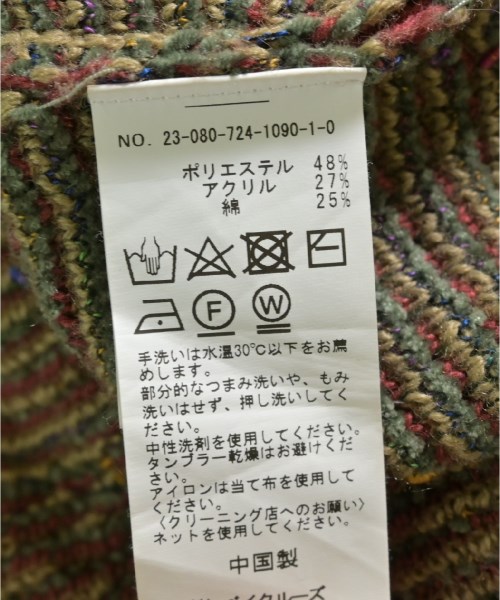 NO. 23-080-724-1090-1-0
ポリエステル 48%
アクリル 27%
綿 25%
F W
手洗いは水温30℃以下をお薦
めします。
部分的なつまみ洗いや、もみ
洗いはせず、押し洗いしてく
ださい。
中性洗剤を使用してください。
タンブラー乾燥はお避けくだ
さい。
アイロンは当て布を使用して
ください。
〈クリーニング店へのお願い〉
ネットを使用してください。
中国製
ベイクルーズ